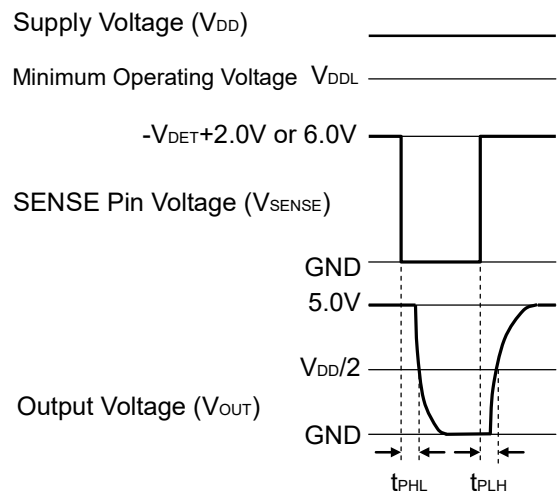 Supply Voltage (VDD)
Minimum Operating Voltage VDDL
-VDET+2.0V or 6.0V
SENSE Pin Voltage (VSENSE)
GND
5.0V
VDD/2
Output Voltage (VOUT)
GND
tPHL tPLH